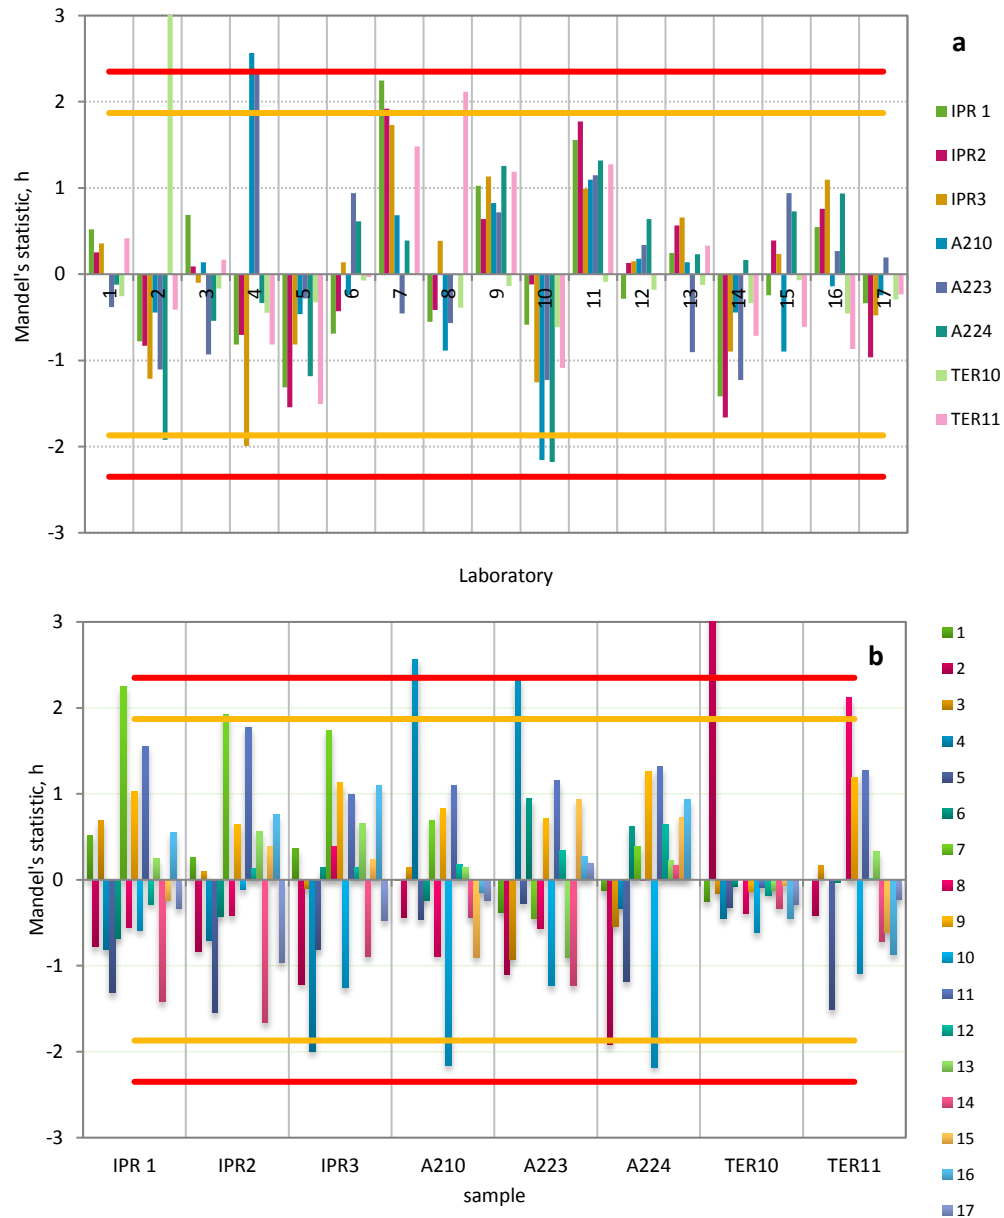 3
2
1
0
-1
-2
-3
Mandel's statistic, h
1 2 3 4 5 6 7 8 9 10 11 12 13 14 15 16 17
Laboratory
a
IPR 1
IPR2
IPR3
A210
A223
A224
TER10
TER11
3
2
1
0
-1
-2
-3
Mandel's statistic, h
IPR 1 IPR2 IPR3 A210 A223 A224 TER10 TER11
sample
b
1
2
3
4
5
6
7
8
9
10
11
12
13
14
15
16
17